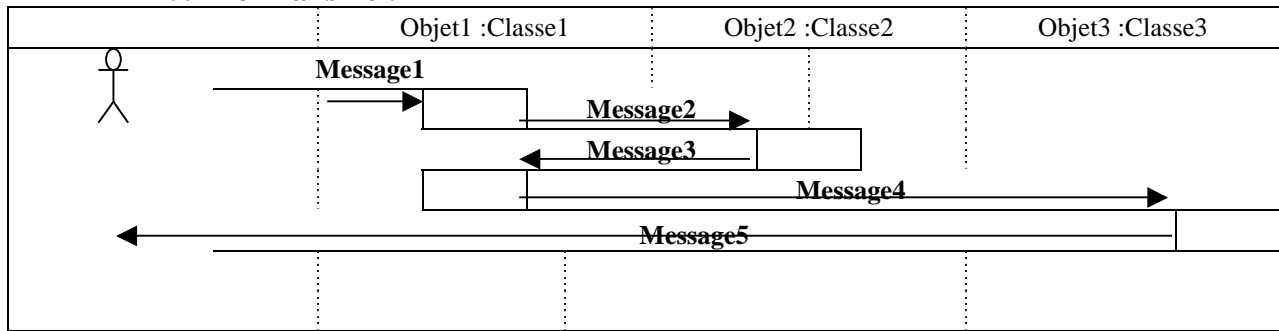 Objet1 :Classe1 Objet2 :Classe2 Objet3 :Classe3
Message1
Message2
Message3
Message4
Message5